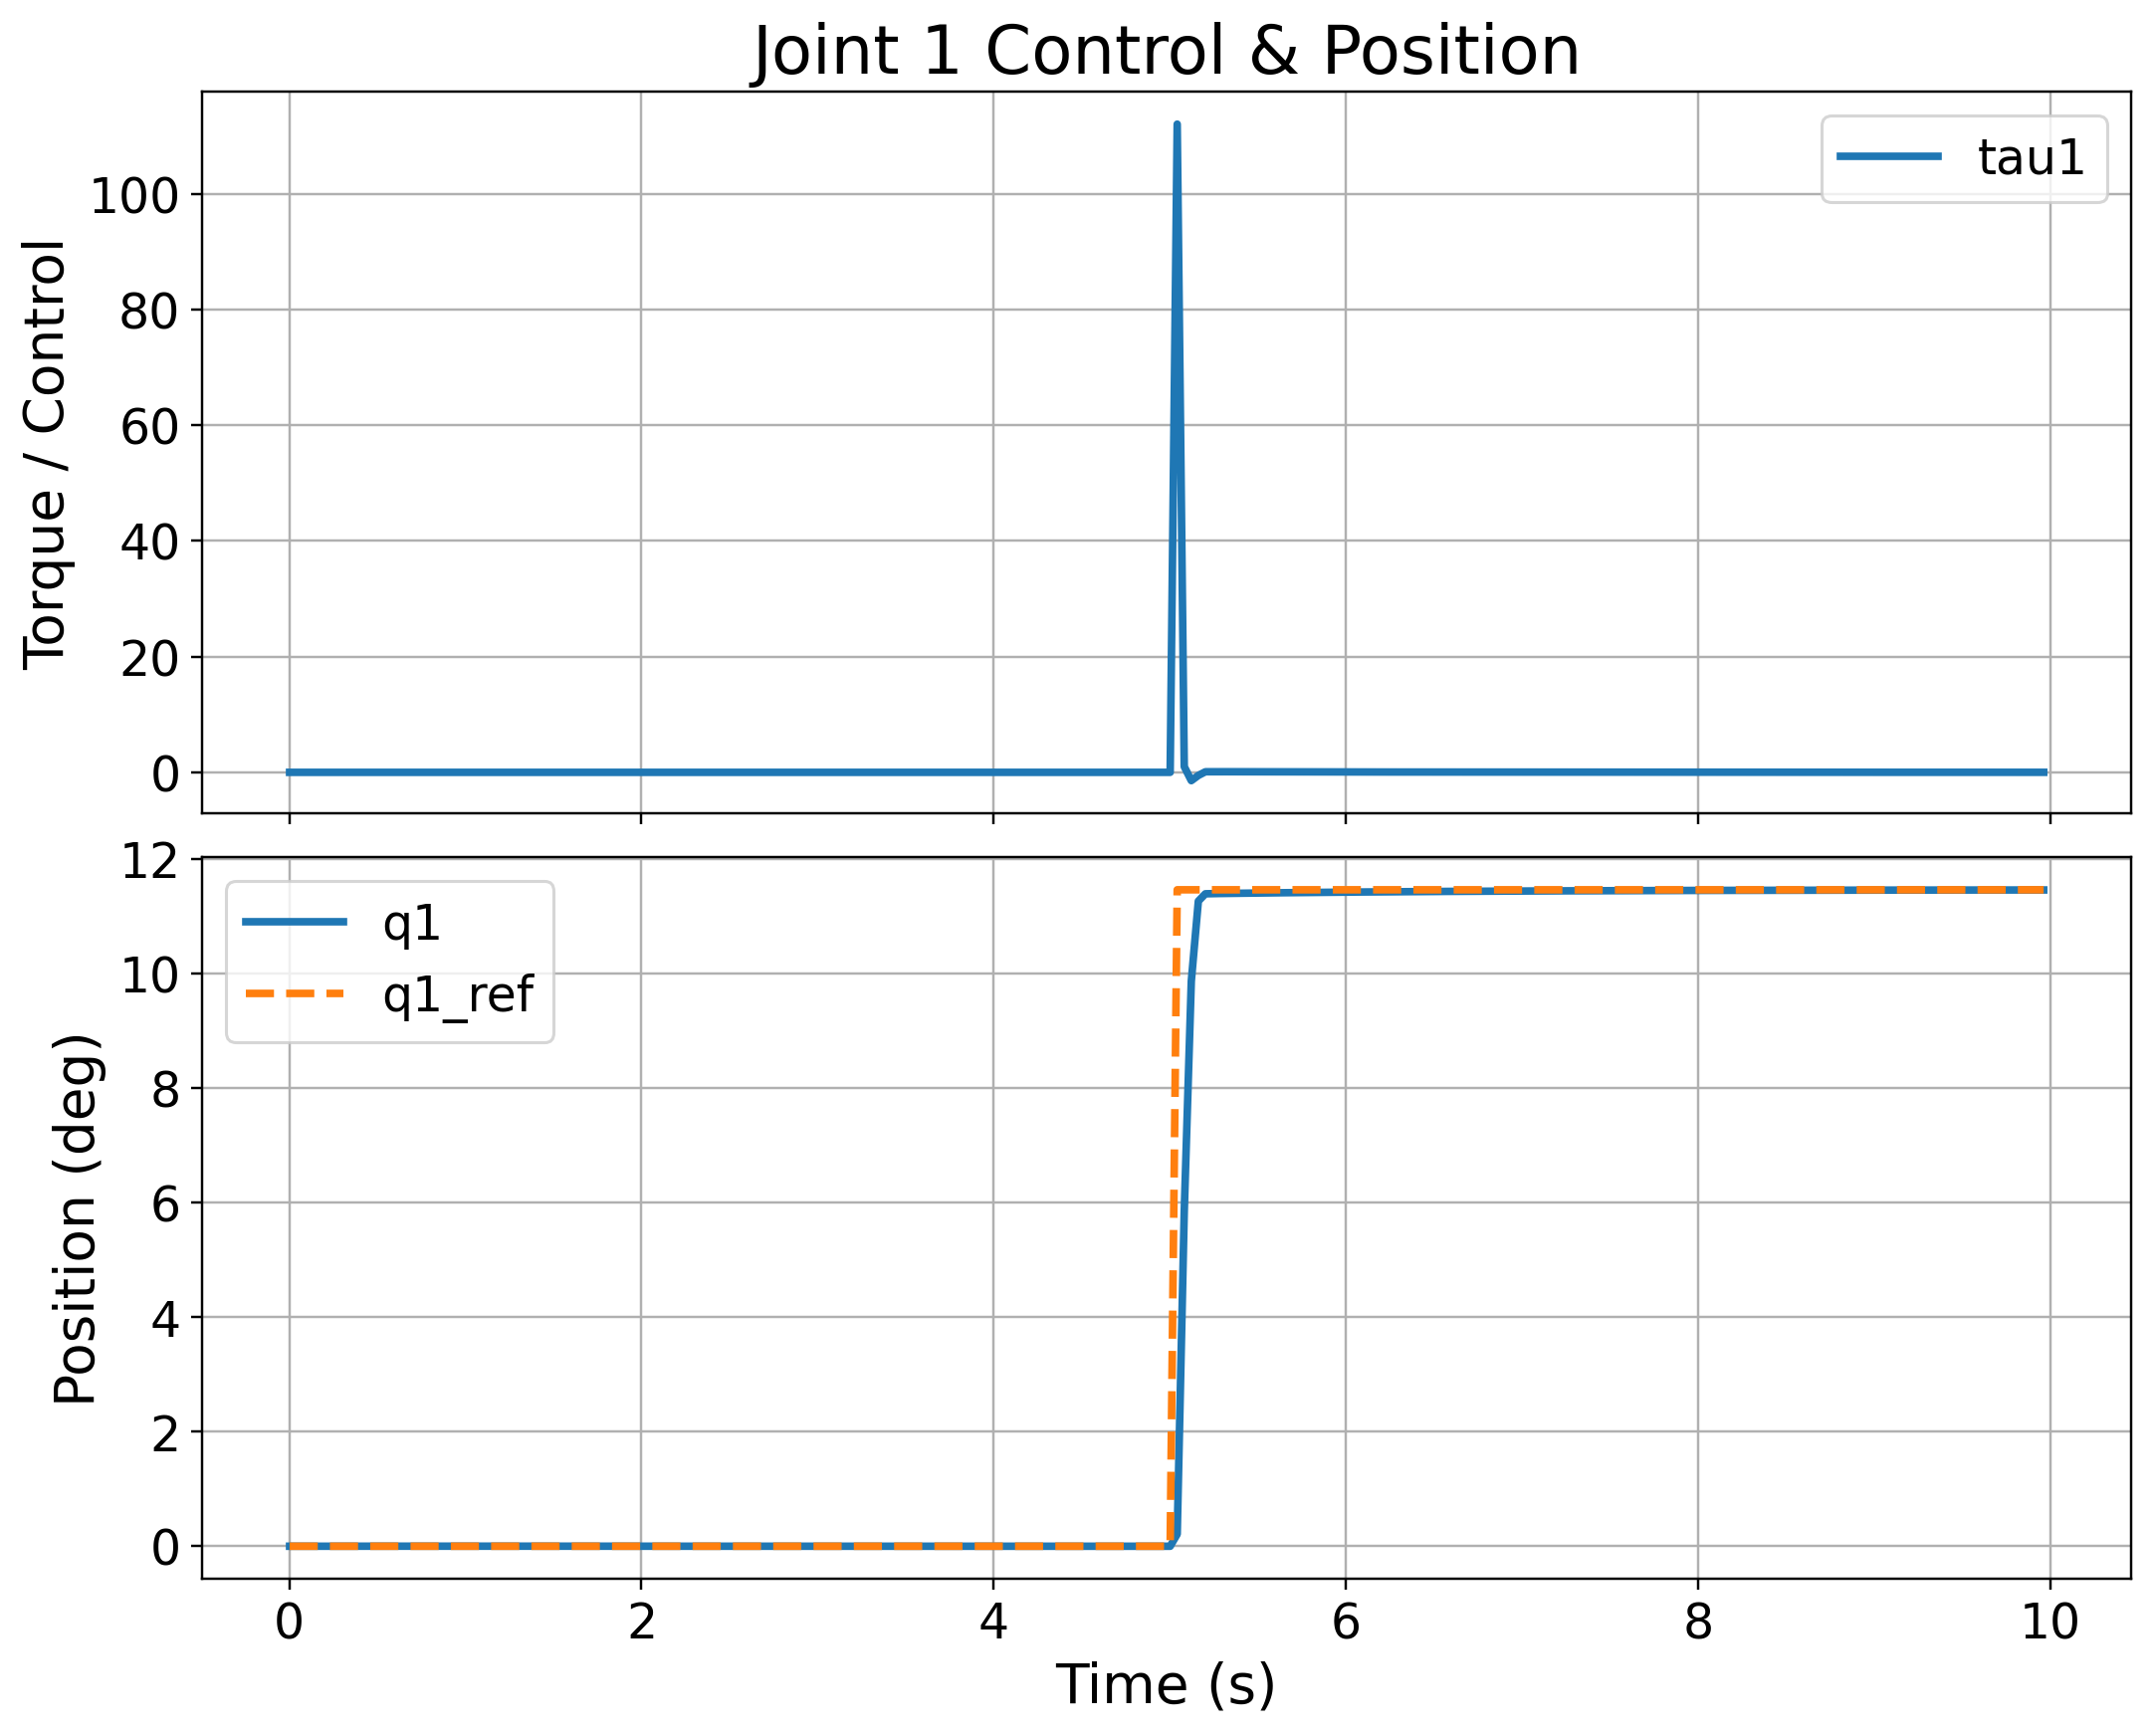 Joint 1 Control & Position
Torque / Control
100
80
60
40
20
0
tau1
Position (deg)
12
10
8
6
4
2
0
q1
q1_ref
0 2 4 6 8 10
Time (s)